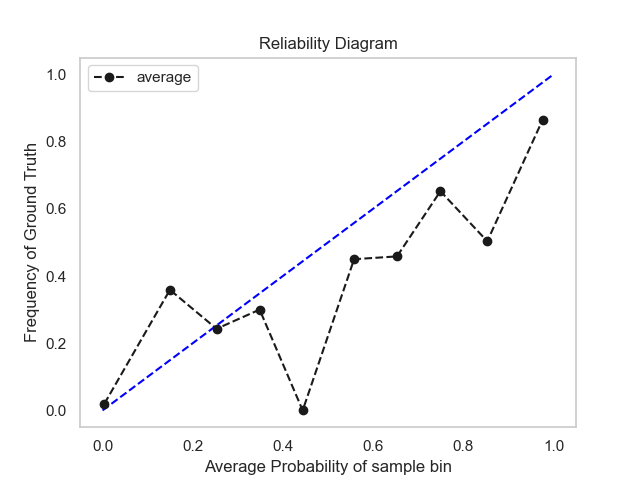 Reliability Diagram
average
Frequency of Ground Truth
1.0
0.8
0.6
0.4
0.2
0.0
0.0 0.2 0.4 0.6 0.8 1.0
Average Probability of sample bin